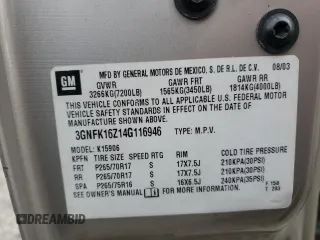 GM
MFD. BY GENERAL MOTORS DE MEXICO, S. DE R.L. DE C.V. 08/03
GVWR GAWR FRT GAWR RR
3266KG(7200LB) 1565KG(3450LB) 1814KG(4000LB)
THIS VEHICLE CONFORMS TO ALL APPLICABLE U.S. FEDERAL MOTOR
VEHICLE SAFETY STANDARDS IN EFFECT ON THE DATE OF
MANUFACTURE SHOWN ABOVE.
3GNFK16Z14G116946 TYPE: M.P.V.
MODEL: K15906
KPFN TIRE SIZE SPEED RTG RIM COLD TIRE PRESSURE
FRT P265/70R17 S 17X7.5J 210KPA(30PSI)
RR P265/70R17 S 17X7.5J 210KPA(30PSI)
SPA P265/75R16 S 16X6.5J 240KPA(35PSI)
SEE OWNER'S MANUAL FOR ADDITIONAL INFORMATION.
AUTOBIDMASTER